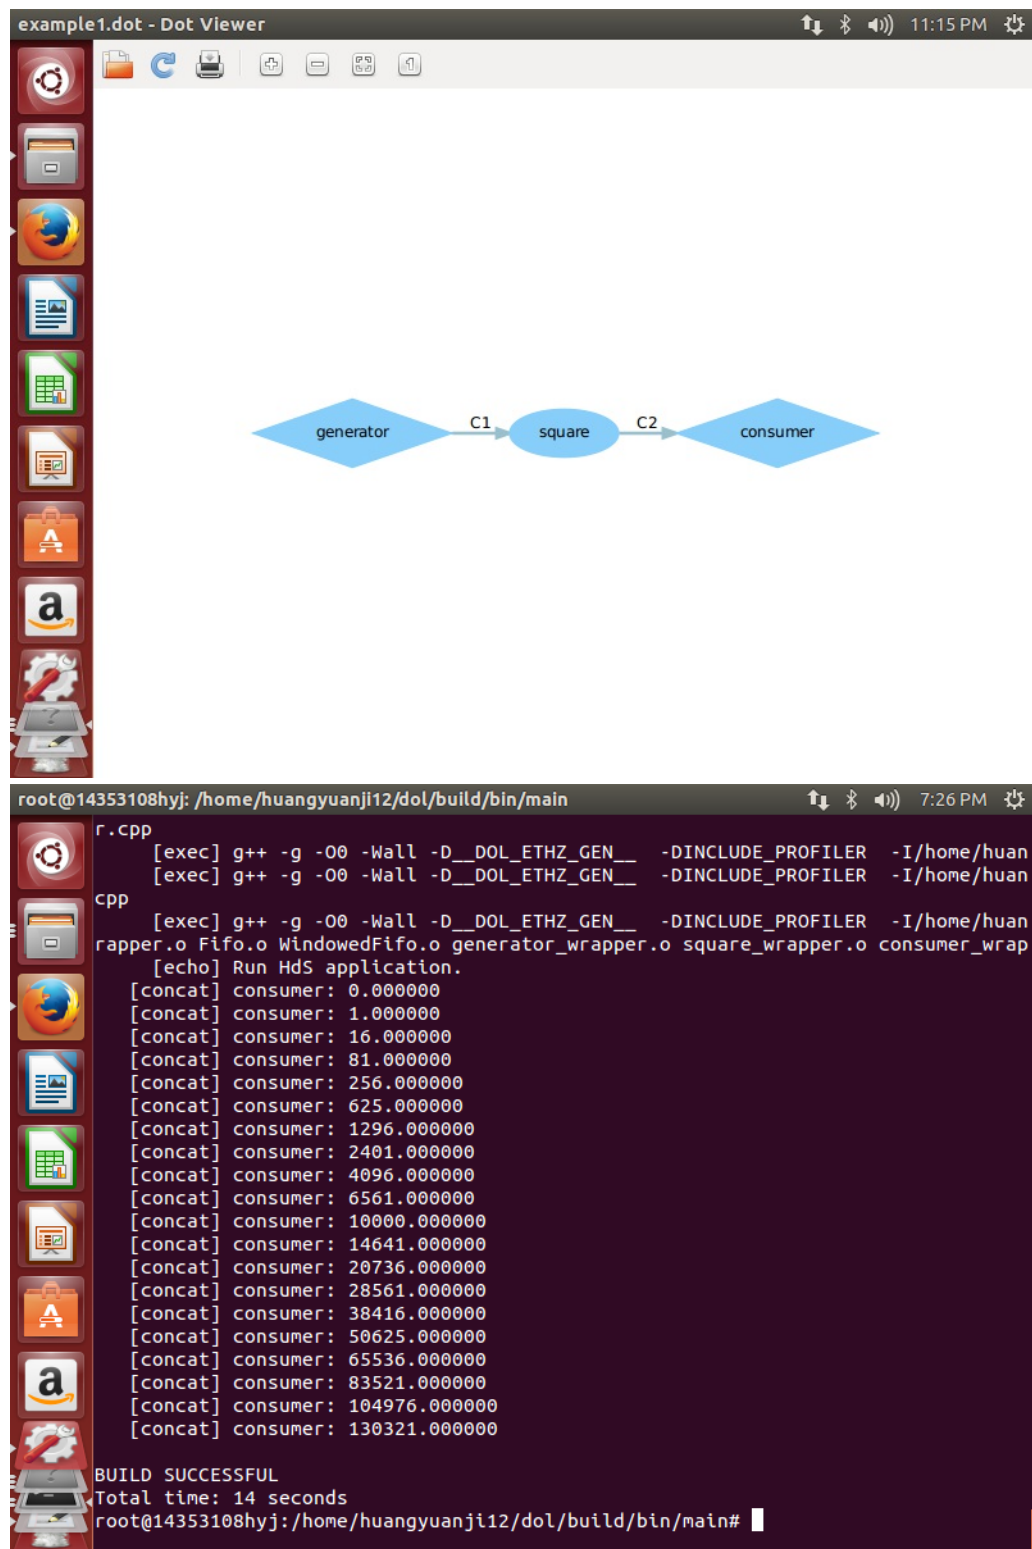 example1.dot - Dot Viewer 11:15 PM
generator C1 square C2 consumer
root@14353108hyj: /home/huangyuanji12/dol/build/bin/main 7:26 PM
r.cpp
[exec] g++ -g -O0 -Wall -D__DOL_ETHZ_GEN__ -DINCLUDE_PROFILER -I/home/huan
[exec] g++ -g -O0 -Wall -D__DOL_ETHZ_GEN__ -DINCLUDE_PROFILER -I/home/huan
cpp
[exec] g++ -g -O0 -Wall -D__DOL_ETHZ_GEN__ -DINCLUDE_PROFILER -I/home/huan
rapper.o Fifo.o WindowedFifo.o generator_wrapper.o square_wrapper.o consumer_wrap
[echo] Run HdS application.
[concat] consumer: 0.000000
[concat] consumer: 1.000000
[concat] consumer: 16.000000
[concat] consumer: 81.000000
[concat] consumer: 256.000000
[concat] consumer: 625.000000
[concat] consumer: 1296.000000
[concat] consumer: 2401.000000
[concat] consumer: 4096.000000
[concat] consumer: 6561.000000
[concat] consumer: 10000.000000
[concat] consumer: 14641.000000
[concat] consumer: 20736.000000
[concat] consumer: 28561.000000
[concat] consumer: 38416.000000
[concat] consumer: 50625.000000
[concat] consumer: 65536.000000
[concat] consumer: 83521.000000
[concat] consumer: 104976.000000
[concat] consumer: 130321.000000
BUILD SUCCESSFUL
Total time: 14 seconds
root@14353108hyj:/home/huangyuanji12/dol/build/bin/main#